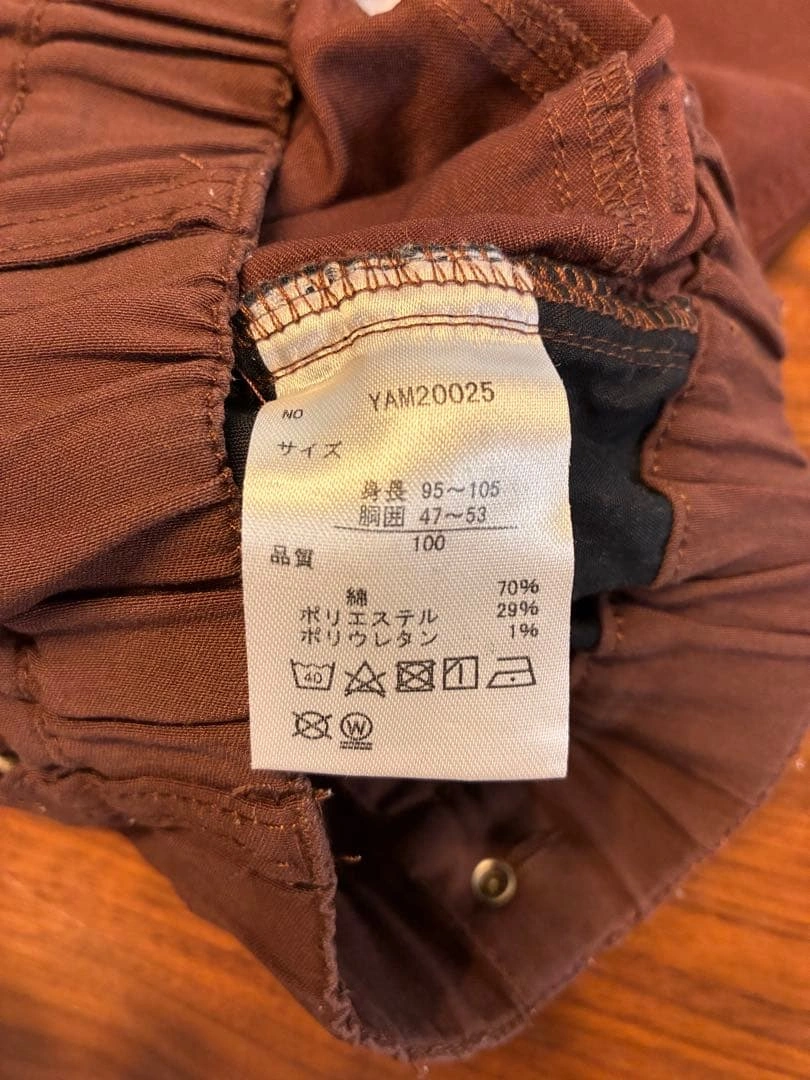 NO YAM20025
サイズ
身長 95～105
胴囲 47～53
100
品質
綿 70%
ポリエステル 29%
ポリウレタン 1%
40
W